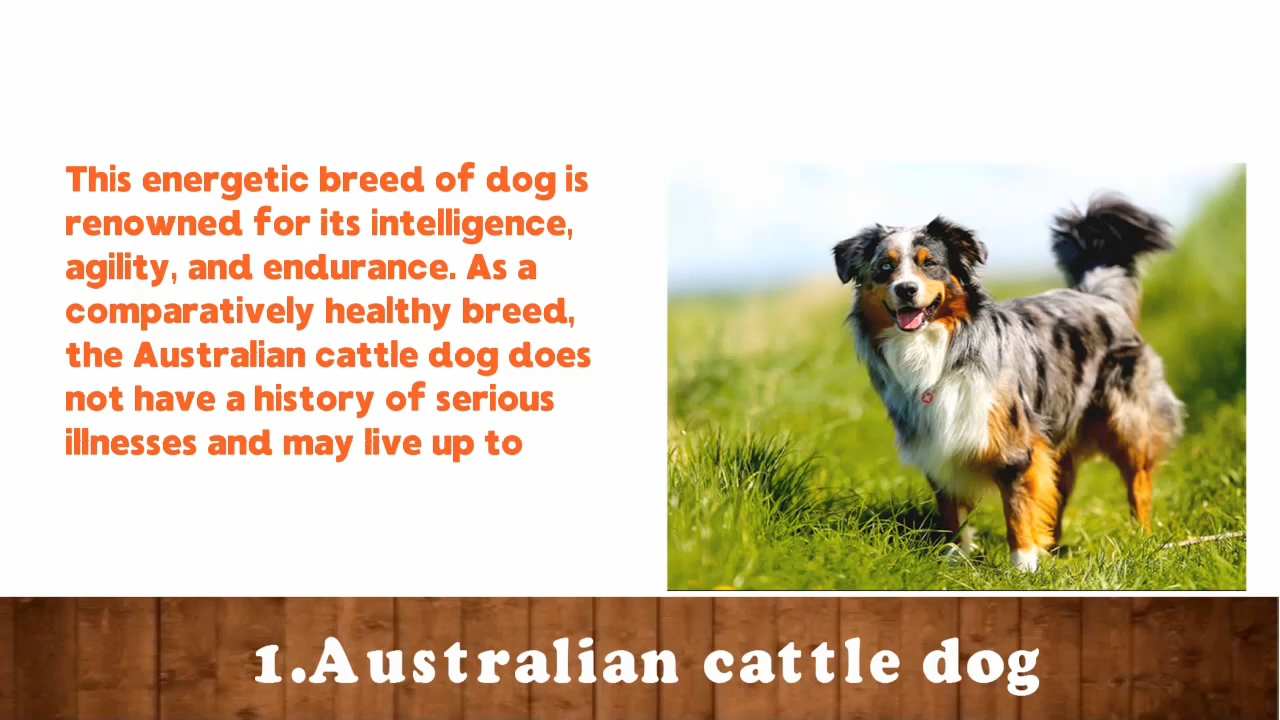 This energetic breed of dog is
renowned for its intelligence,
agility, and endurance. As a
comparatively healthy breed,
the Australian cattle dog does
not have a history of serious
illnesses and may live up to
1.Australian cattle dog